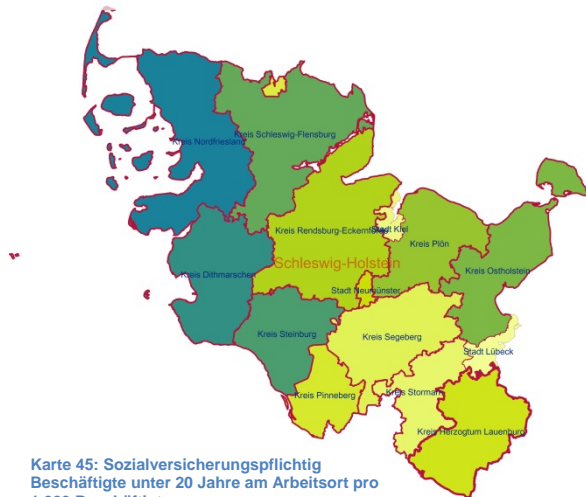 Kreis Nordfriesland
Kreis Schleswig-Flensburg
Kreis Rendsburg-Eckernförde
Stadt Kiel
Kreis Plön
Kreis Ostholstein
Schleswig-Holstein
Kreis Dithmarschen
Stadt Neumünster
Kreis Steinburg
Kreis Segeberg
Stadt Lübeck
Kreis Pinneberg
Kreis Stormarn
Kreis Herzogtum Lauenburg
Karte 45: Sozialversicherungspflichtig
Beschäftigte unter 20 Jahre am Arbeitsort pro